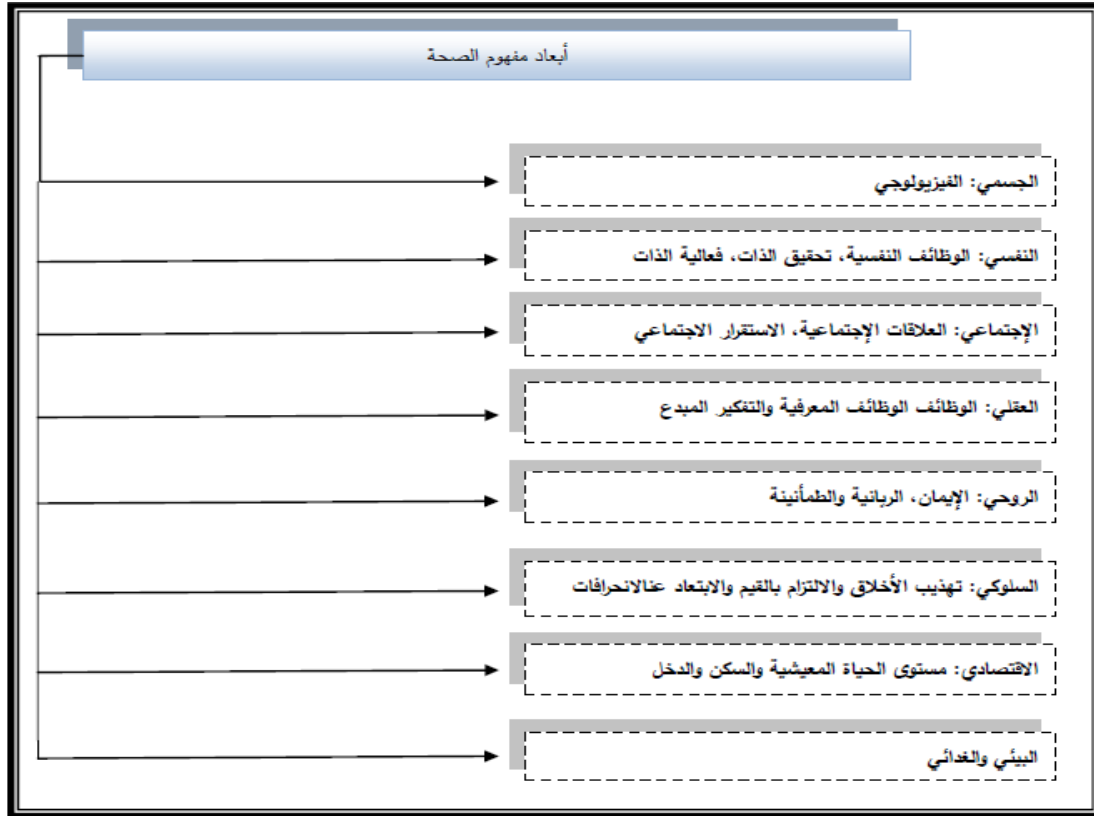 أبعاد مفهوم الصحة
الجسمي: الفيزيولوجي
النفسي: الوظائف النفسية، تحقيق الذات، فعالية الذات
الإجتماعي: العلاقات الإجتماعية، الاستقرار الاجتماعي
العقلي: الوظائف الوظائف المعرفية والتفكير المبدع
الروحي: الإيمان، الربانية والطمأنينة
السلوكي: تهذيب الأخلاق والالتزام بالقيم والابتعاد عنالانحرافات
الاقتصادي: مستوى الحياة المعيشية والسكن والدخل
البيئي والغدائي